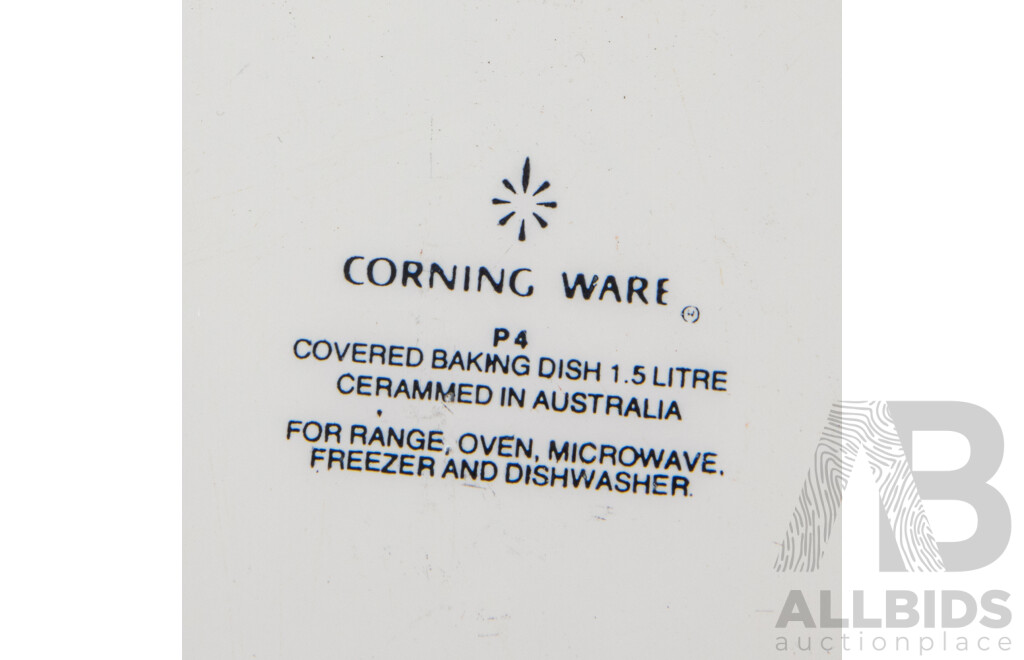 CORNING WARE
P4
COVERED BAKING DISH 1.5 LITRE
CERAMMED IN AUSTRALIA
FOR RANGE, OVEN, MICROWAVE.
FREEZER AND DISHWASHER.
AB
ALLBIDS
auctionplace